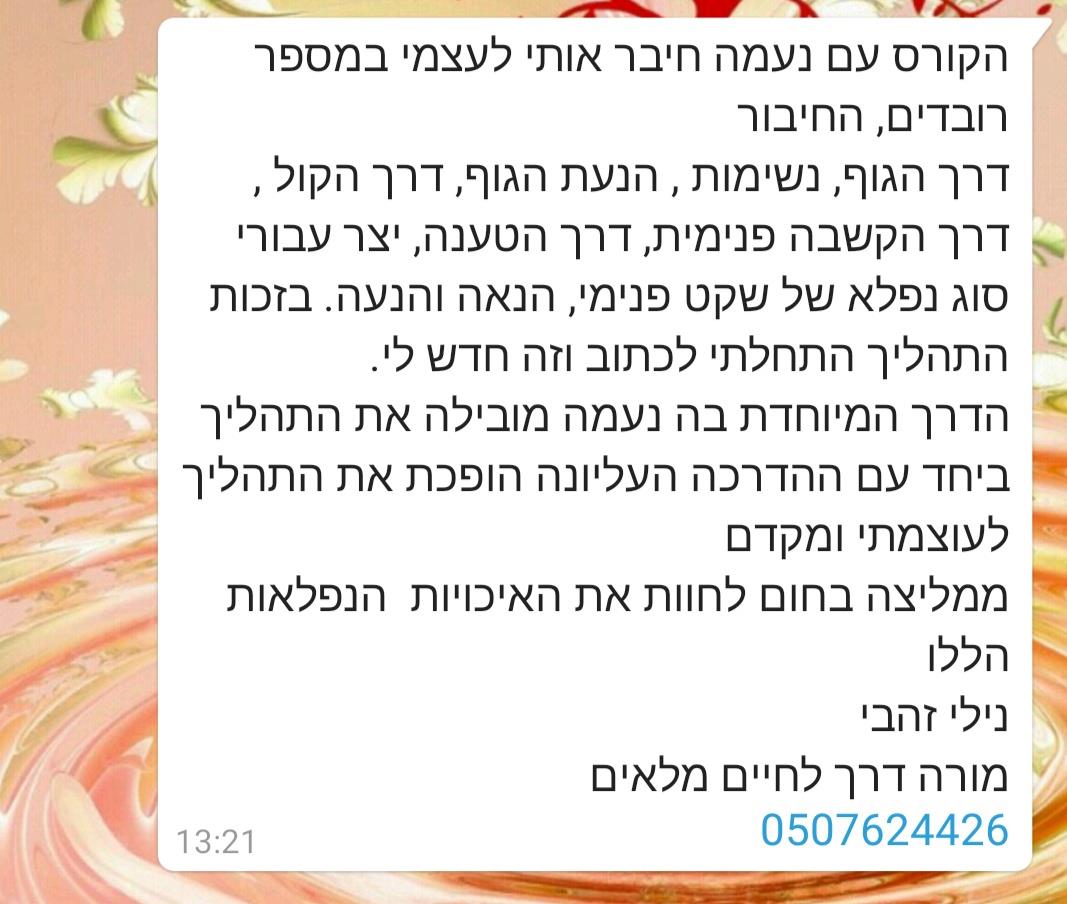 הקורס עם נעמה חיבר אותי לעצמי במספר
רובדים, החיבור
דרך הגוף, נשימות , הנעת הגוף, דרך הקול ,
דרך הקשבה פנימית, דרך הטענה, יצר עבורי
סוג נפלא של שקט פנימי, הנאה והנעה. בזכות
התהליך התחלתי לכתוב וזה חדש לי.
הדרך המיוחדת בה נעמה מובילה את התהליך
ביחד עם ההדרכה העליונה הופכת את התהליך
לעוצמתי ומקדם
ממליצה בחום לחוות את האיכויות  הנפלאות
הללו
נילי זהבי
מורה דרך לחיים מלאים
0507624426
13:21